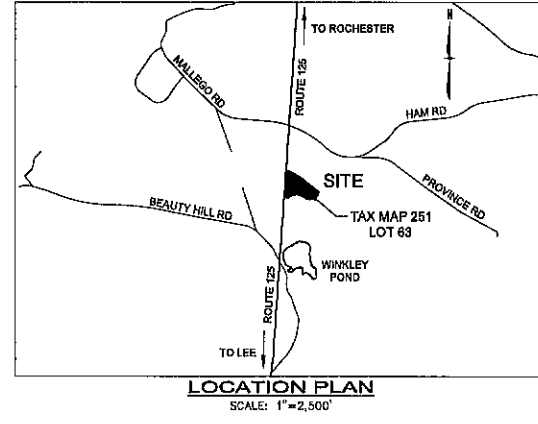 TO ROCHESTER
N
ROUTE 125
MALLEGO RD
HAM RD
SITE
PROVINCE RD
TAX MAP 251
LOT 63
BEAUTY HILL RD
WINKLEY
POND
ROUTE 125
TO LEE
LOCATION PLAN
SCALE: 1"=2,500'